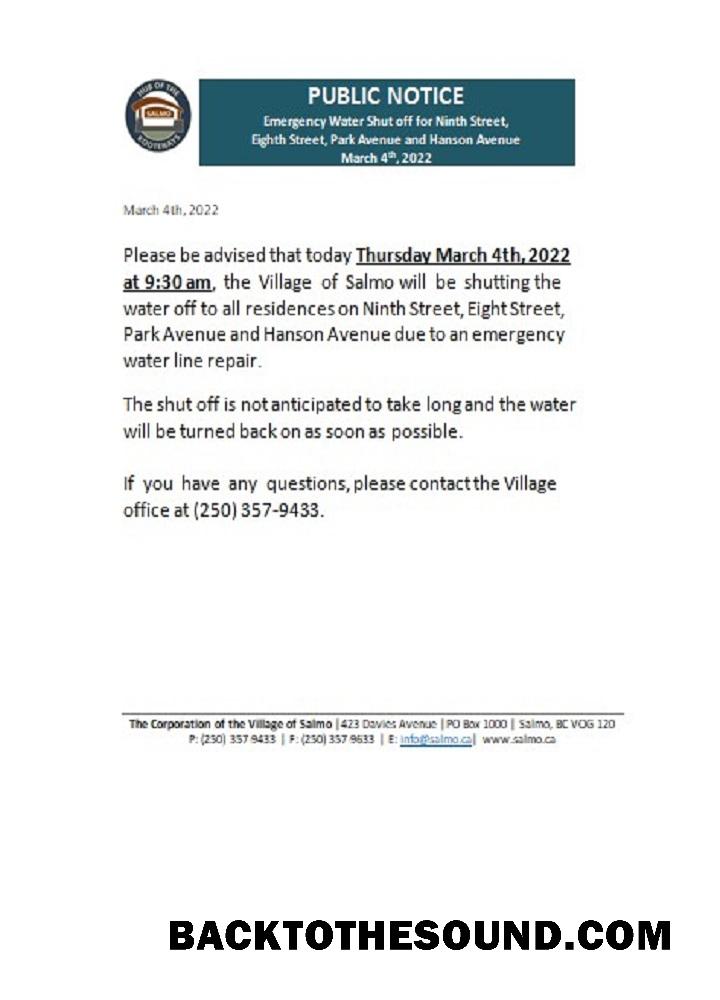 HUB OF THE
SALMO
KOOTENAYS
PUBLIC NOTICE
Emergency Water Shut off for Ninth Street,
Eighth Street, Park Avenue and Hanson Avenue
March 4th, 2022
March 4th, 2022
Please be advised that today Thursday March 4th, 2022
at 9:30 am, the Village of Salmo will be shutting the
water off to all residences on Ninth Street, Eight Street,
Park Avenue and Hanson Avenue due to an emergency
water line repair.
The shut off is not anticipated to take long and the water
will be turned back on as soon as possible.
If you have any questions, please contact the Village
office at (250) 357-9433.
The Corporation of the Village of Salmo | 423 Davies Avenue | PO Box 1000 | Salmo, BC V0G 1Z0
P: (250) 357 9433 | F: (250) 357 9633 | E: info@salmo.ca| www.salmo.ca
BACKTOTHESOUND.COM